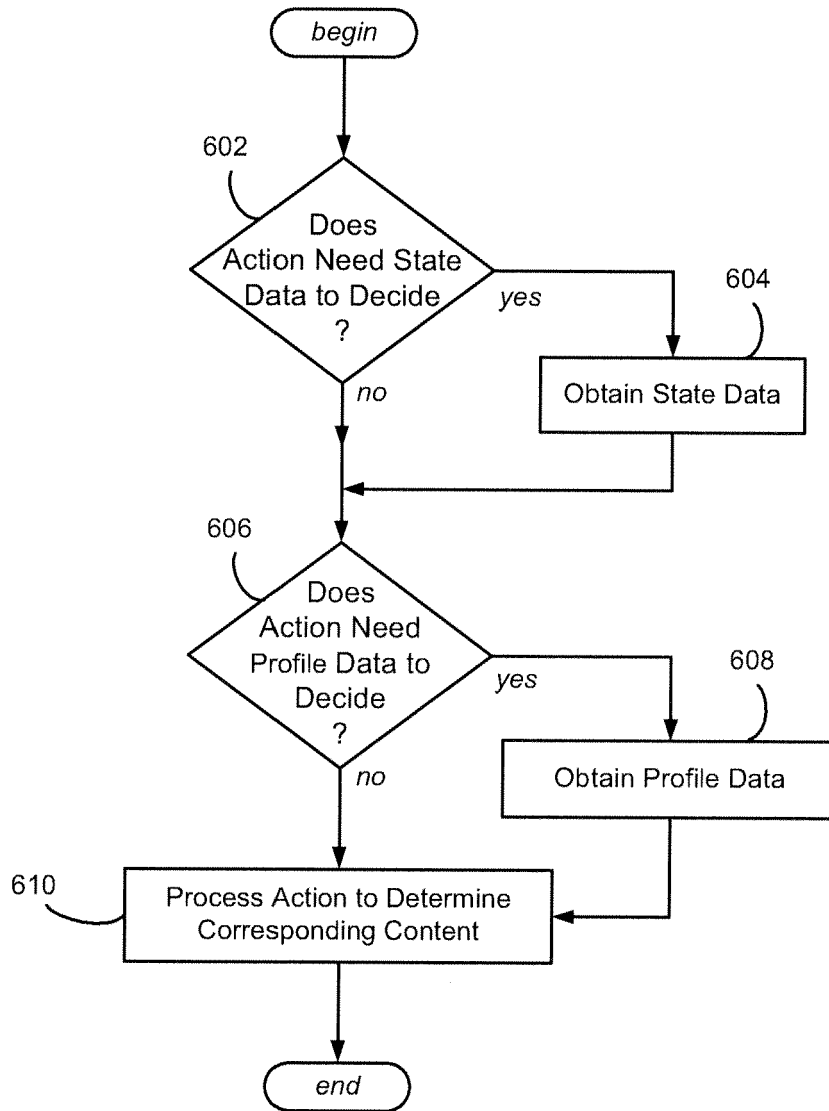 begin
602
Does
Action Need State
Data to Decide
?
yes
604
Obtain State Data
no
606
Does
Action Need
Profile Data to
Decide
?
yes
608
Obtain Profile Data
no
610
Process Action to Determine
Corresponding Content
end